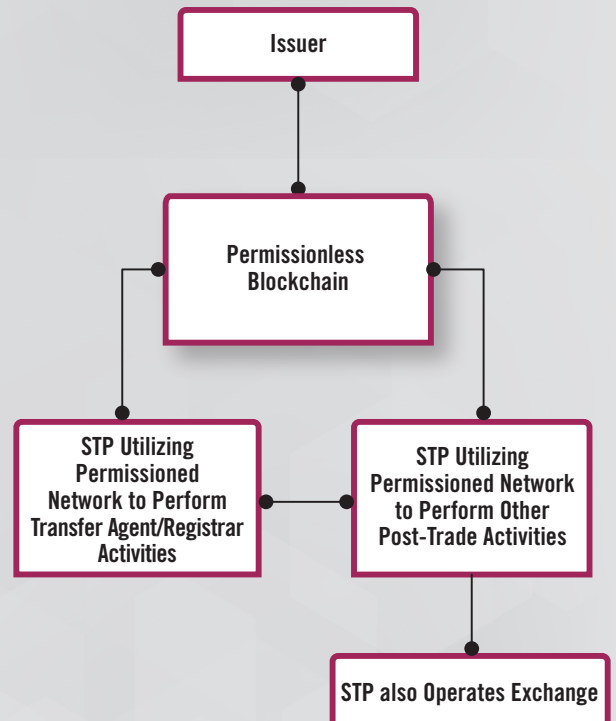 Issuer
Permissionless
Blockchain
STP Utilizing
Permissioned
Network to Perform
Transfer Agent/Registrar
Activities
STP Utilizing
Permissioned Network
to Perform Other
Post-Trade Activities
STP also Operates Exchange